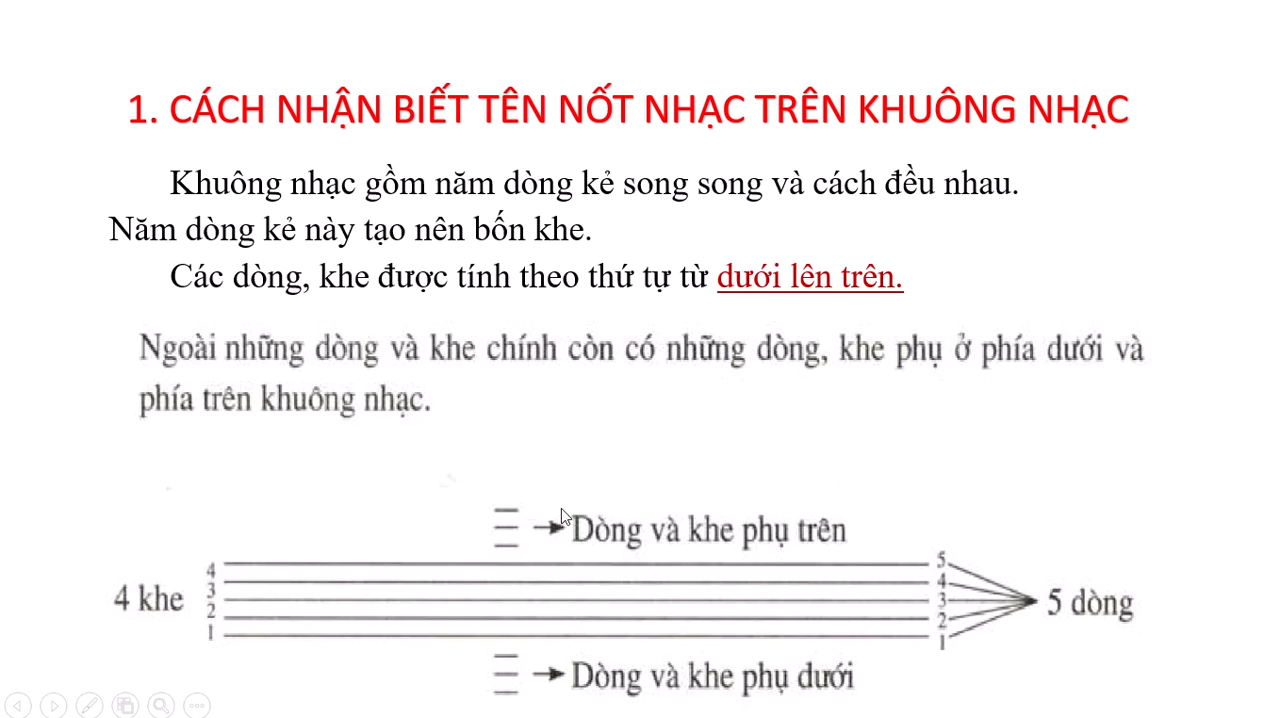 1. CÁCH NHẬN BIẾT TÊN NỐT NHẠC TRÊN KHUÔNG NHẠC
Khuông nhạc gồm năm dòng kẻ song song và cách đều nhau.
Năm dòng kẻ này tạo nên bốn khe.
Các dòng, khe được tính theo thứ tự từ dưới lên trên.
Ngoài những dòng và khe chính còn có những dòng, khe phụ ở phía dưới và
phía trên khuông nhạc.
Dòng và khe phụ trên
4 khe
4
3
2
1
5
4
3
2
1
5 dòng
Dòng và khe phụ dưới